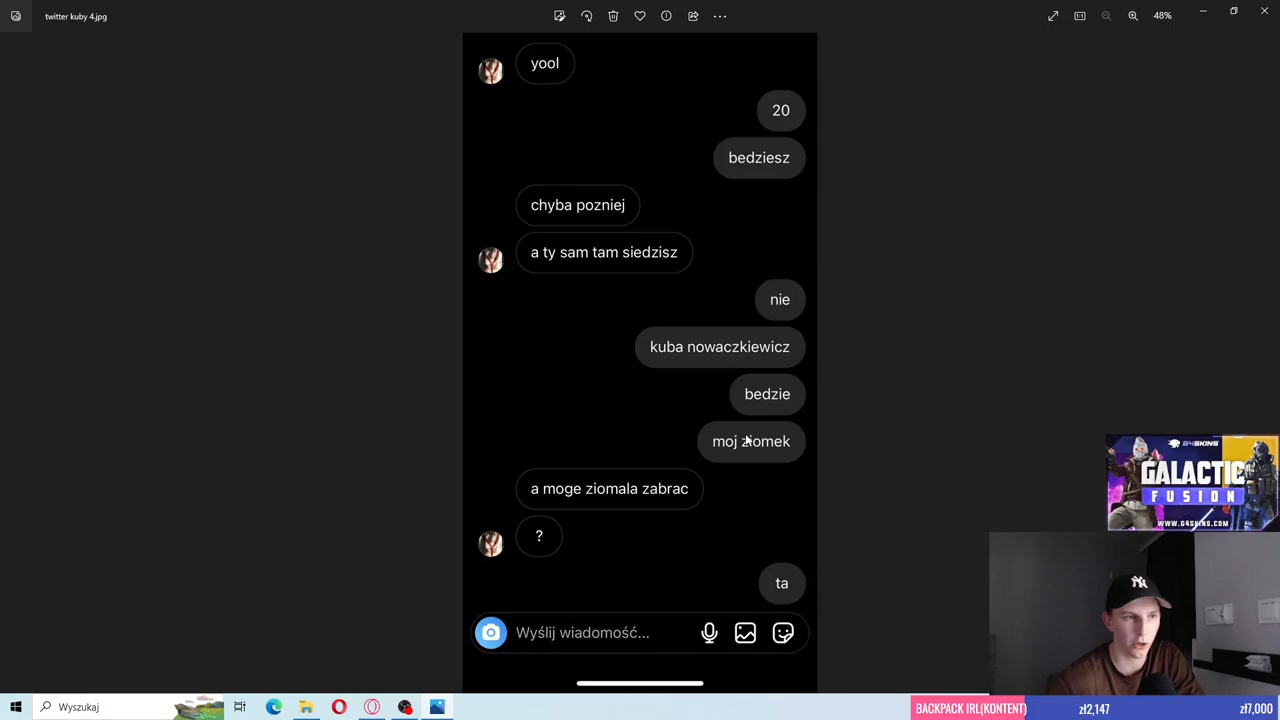 twitter kuby 4.jpg
48%
yool
20
bedziesz
chyba pozniej
a ty sam tam siedzisz
nie
kuba nowaczkiewicz
bedzie
moj ziomek
a moge ziomala zabrac
?
ta
Wyślij wiadomość...
G4SKINS
GALACTIC
FUSION
WWW.G4SKINS.COM
NY
Wyszukaj
BACKPACK IRL(KONTENT)
zł2,147
zł7,000